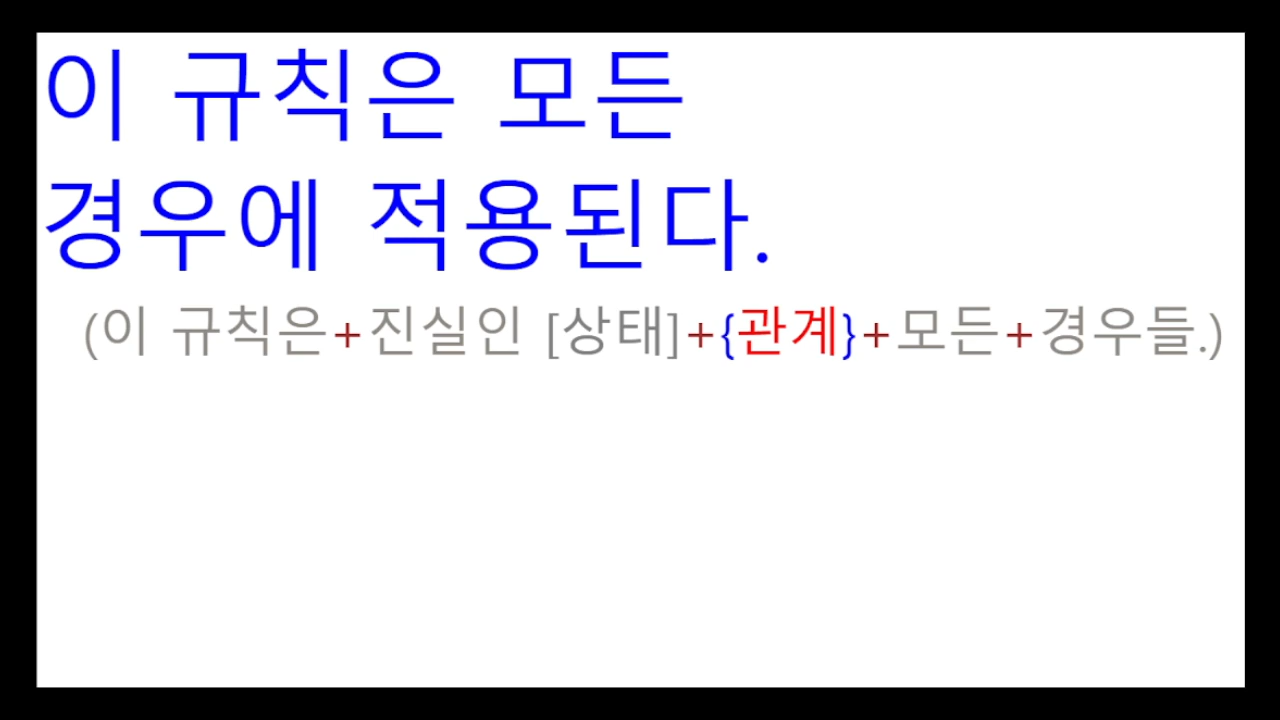 이 규칙은 모든
경우에 적용된다.
(이 규칙은+진실인 [상태]+{관계}+모든+경우들.)